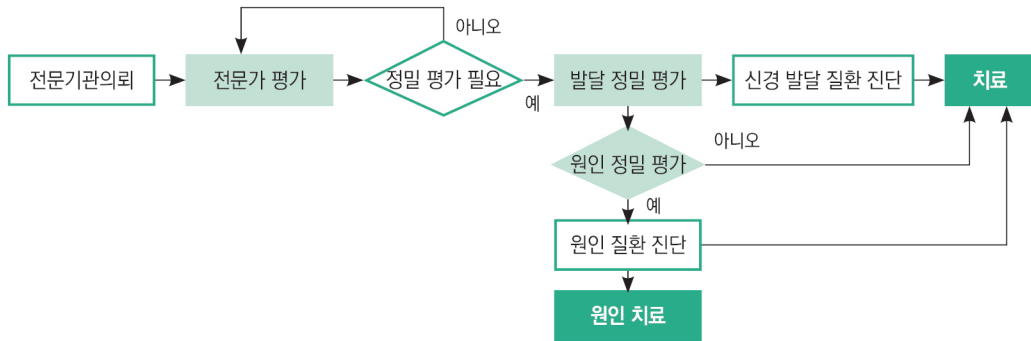 아니오
전문기관의뢰
전문가 평가
정밀 평가 필요
예
발달 정밀 평가
신경 발달 질환 진단
치료
원인 정밀 평가
아니오
예
원인 질환 진단
원인 치료